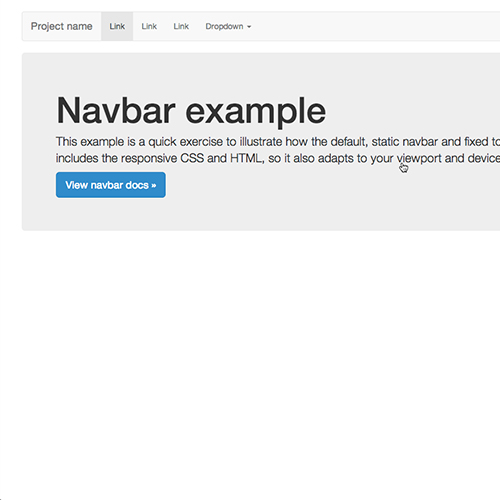 Project name Link Link Link Dropdown
Navbar example
This example is a quick exercise to illustrate how the default, static navbar and fixed to
includes the responsive CSS and HTML, so it also adapts to your viewport and device
View navbar docs »